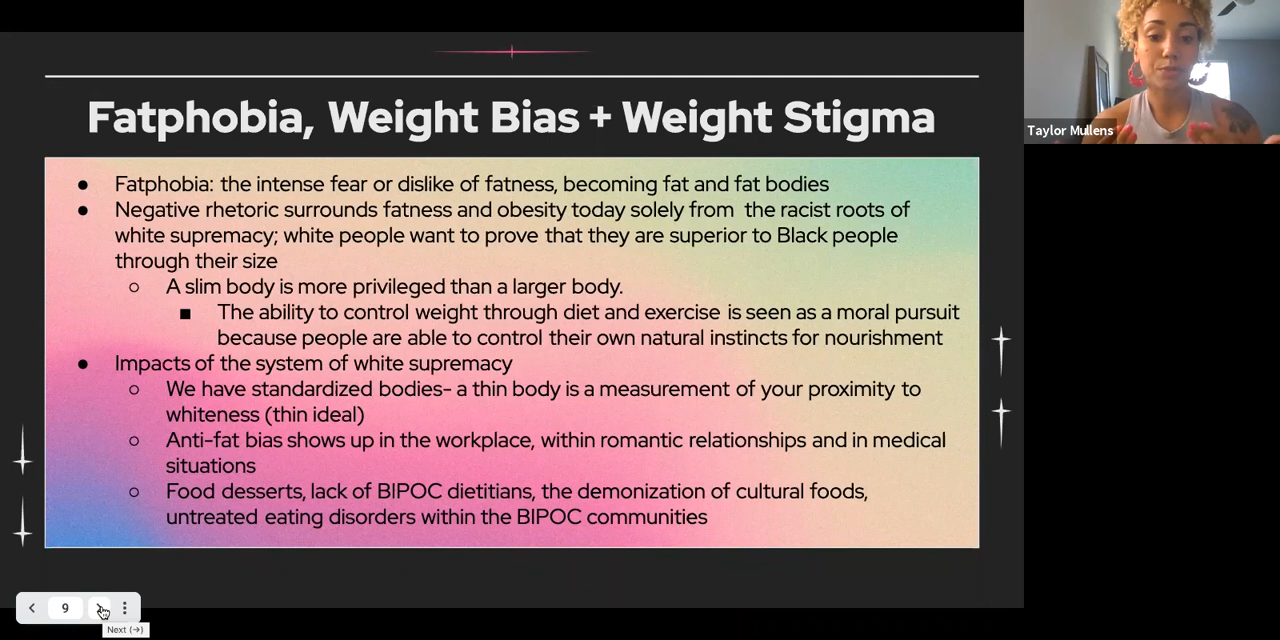 Fatphobia, Weight Bias + Weight Stigma
● Fatphobia: the intense fear or dislike of fatness, becoming fat and fat bodies
● Negative rhetoric surrounds fatness and obesity today solely from the racist roots of
white supremacy; white people want to prove that they are superior to Black people
through their size
○ A slim body is more privileged than a larger body.
■ The ability to control weight through diet and exercise is seen as a moral pursuit
because people are able to control their own natural instincts for nourishment
● Impacts of the system of white supremacy
○ We have standardized bodies- a thin body is a measurement of your proximity to
whiteness (thin ideal)
○ Anti-fat bias shows up in the workplace, within romantic relationships and in medical
situations
○ Food desserts, lack of BIPOC dietitians, the demonization of cultural foods,
untreated eating disorders within the BIPOC communities
Taylor Mullens
9
Next (→)